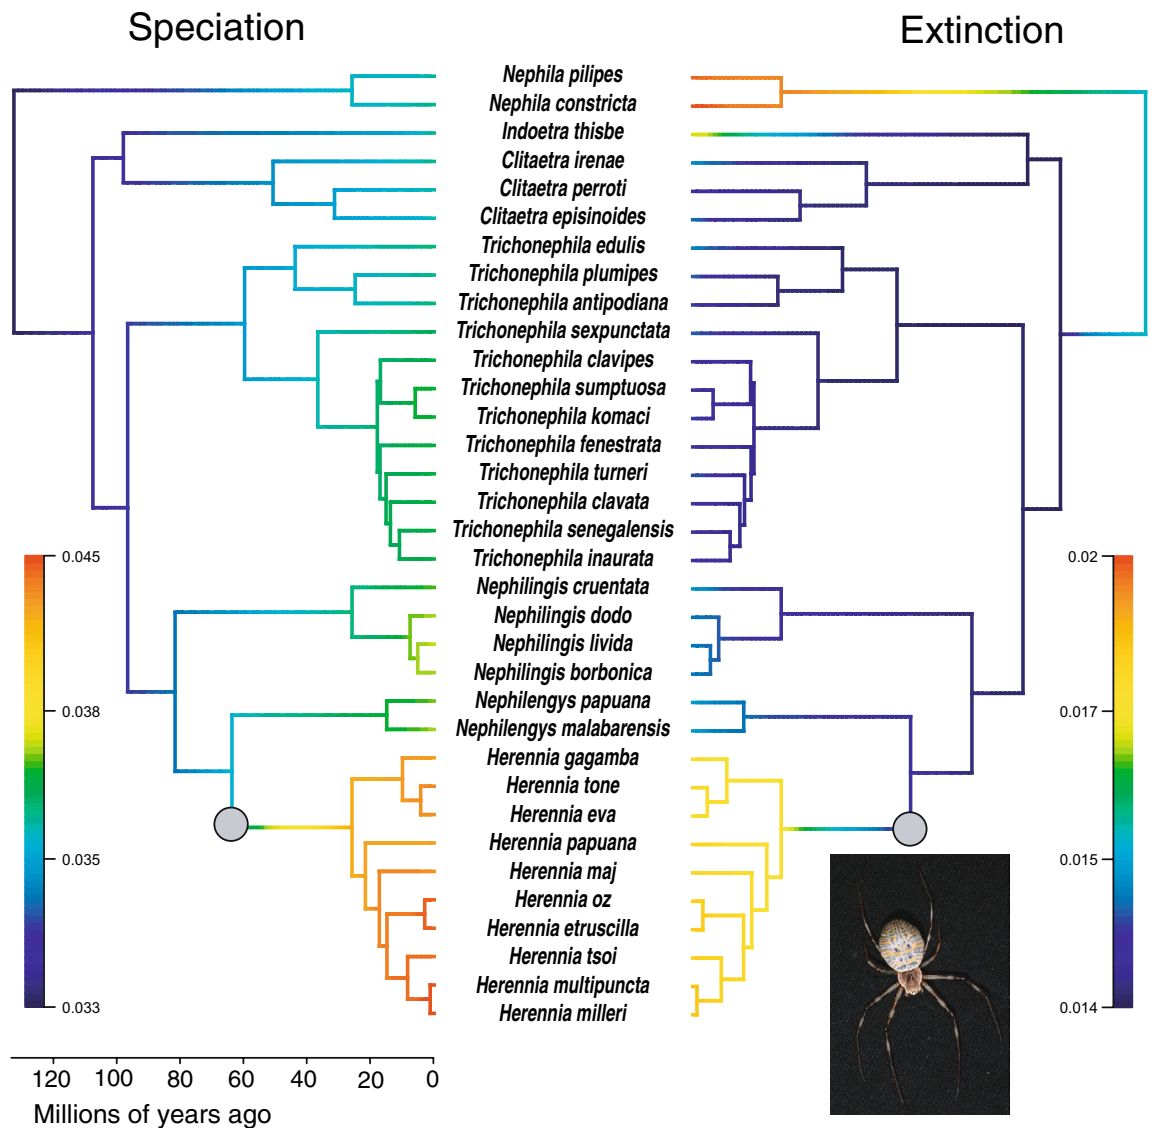 Speciation
Extinction
Nephila pilipes
Nephila constricta
Indoetra thisbe
Clitaetra irenae
Clitaetra perroti
Clitaetra episinoides
Trichonephila edulis
Trichonephila plumipes
Trichonephila antipodiana
Trichonephila sexpunctata
Trichonephila clavipes
Trichonephila sumptuosa
Trichonephila komaci
Trichonephila fenestrata
Trichonephila turneri
Trichonephila clavata
Trichonephila senegalensis
Trichonephila inaurata
Nephilingis cruentata
Nephilingis dodo
Nephilingis livida
Nephilingis borbonica
Nephilengys papuana
Nephilengys malabarensis
Herennia gagamba
Herennia tone
Herennia eva
Herennia papuana
Herennia maj
Herennia oz
Herennia etruscilla
Herennia tsoi
Herennia multipuncta
Herennia milleri
0.045
0.038
0.035
0.033
0.02
0.017
0.015
0.014
120 100 80 60 40 20 0
Millions of years ago